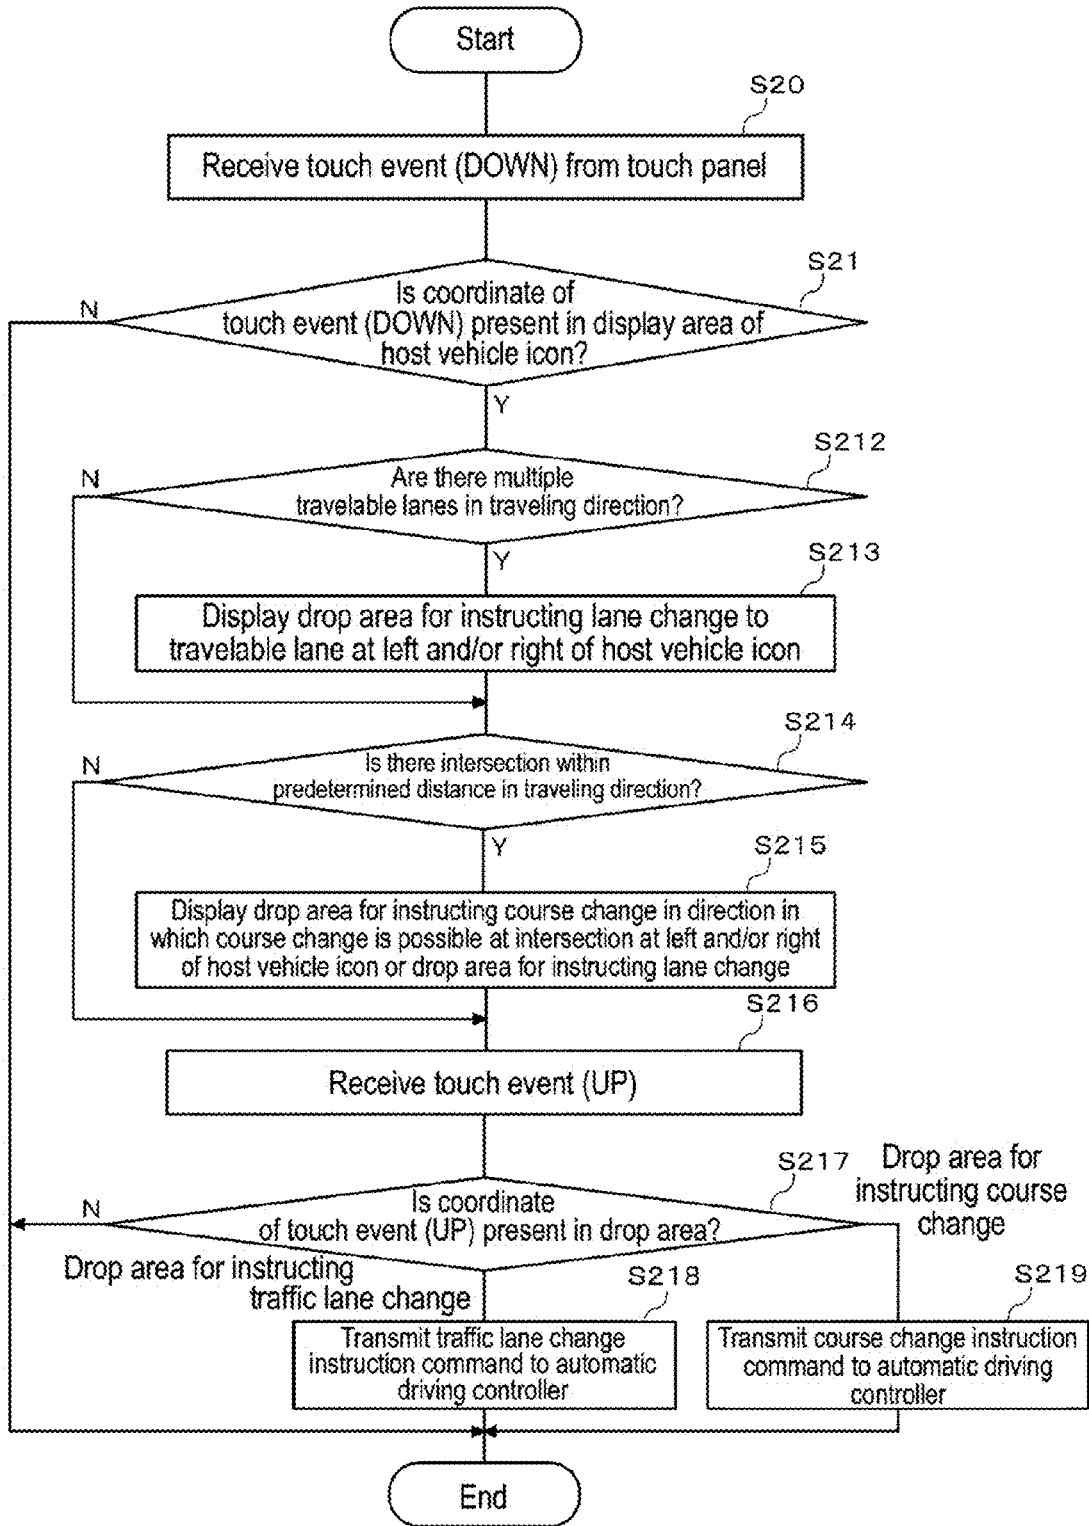 Start
S20
Receive touch event (DOWN) from touch panel
S21
Is coordinate of
touch event (DOWN) present in display area of
host vehicle icon?
N
Y
S212
Are there multiple
travelable lanes in traveling direction?
N
Y
S213
Display drop area for instructing lane change to
travelable lane at left and/or right of host vehicle icon
S214
Is there intersection within
predetermined distance in traveling direction?
N
Y
S215
Display drop area for instructing course change in direction in
which course change is possible at intersection at left and/or right
of host vehicle icon or drop area for instructing lane change
S216
Receive touch event (UP)
S217
Is coordinate
of touch event (UP) present in drop area?
N
Drop area for
instructing course
change
Drop area for instructing
traffic lane change
S218
Transmit traffic lane change
instruction command to automatic
driving controller
S219
Transmit course change instruction
command to automatic driving
controller
End